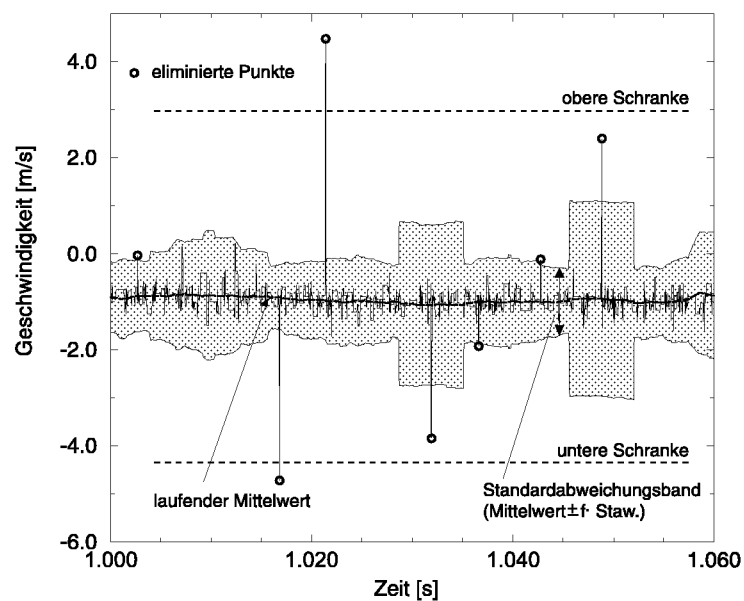 4.0
eliminierte Punkte
obere Schranke
2.0
Geschwindigkeit [m/s]
0.0
-2.0
-4.0
untere Schranke
laufender Mittelwert
Standardabweichungsband
(Mittelwert±f· Staw.)
-6.0
1.000 1.020 1.040 1.060
Zeit [s]